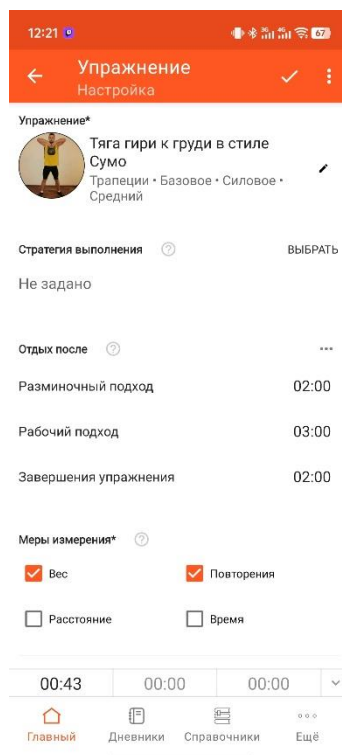 12:21
67
Упражнение
Настройка
Упражнение*
Тяга гири к груди в стиле
Сумо
Трапеции • Базовое • Силовое •
Средний
Стратегия выполнения ? ВЫБРАТЬ
Не задано
Отдых после ? ...
Разминочный подход 02:00
Рабочий подход 03:00
Завершения упражнения 02:00
Меры измерения* ?
Вес Повторения
Расстояние Время
00:43 00:00 00:00
Главный Дневники Справочники Ещё